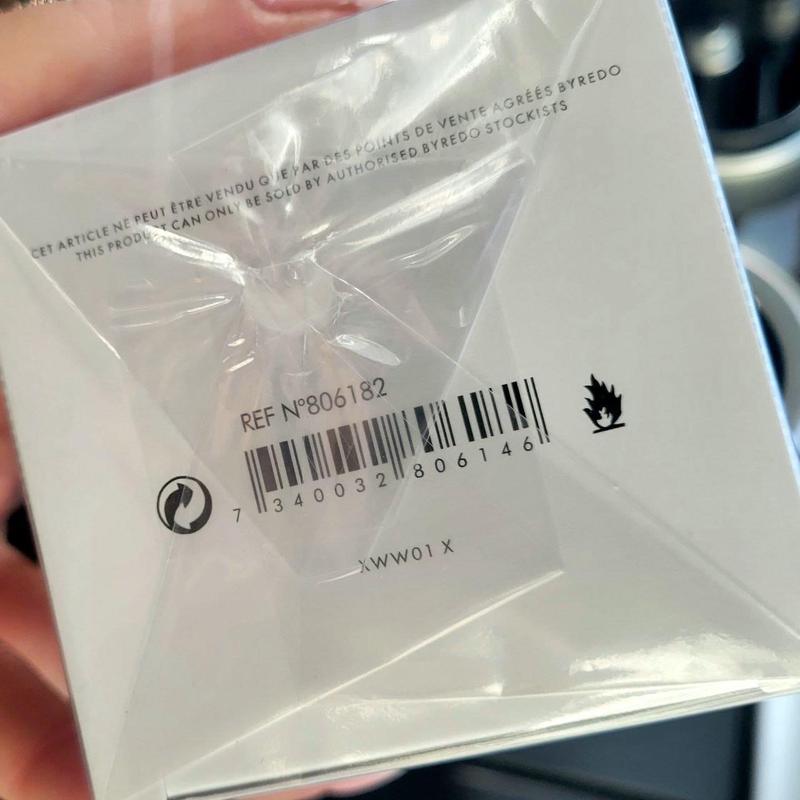 CET ARTICLE NE PEUT ÊTRE VENDU QUE PAR DES POINTS DE VENTE AGRÉÉS BYREDO
THIS PRODUCT CAN ONLY BE SOLD BY AUTHORISED BYREDO STOCKISTS
REF N°806182
7 340032 806146
XWW01 X